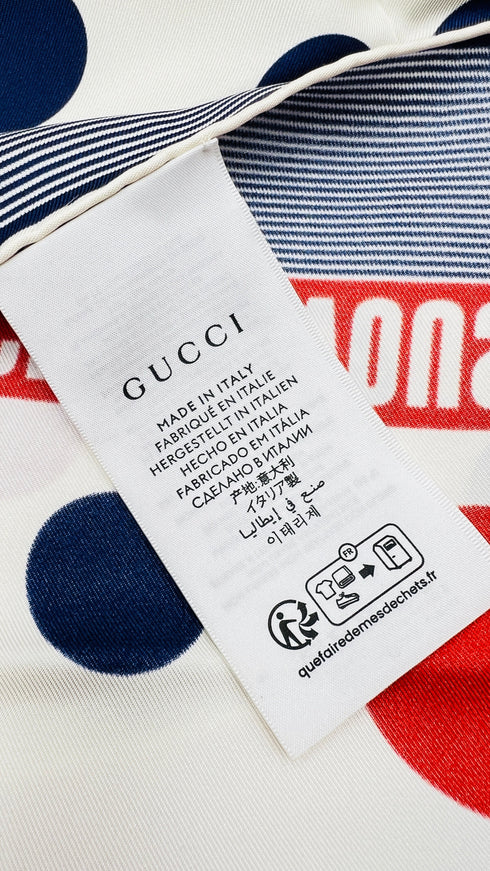 GUCCI
MADE IN ITALY
FABRIQUÉ EN ITALIE
HERGESTELLT IN ITALIEN
HECHO EN ITALIA
FABRICADO EM ITÁLIA
СДЕЛАНО В ИТАЛИИ
产地:意大利
イタリア製
صنع في إيطاليا
이태리제
FR
quefairedemesdechets.fr